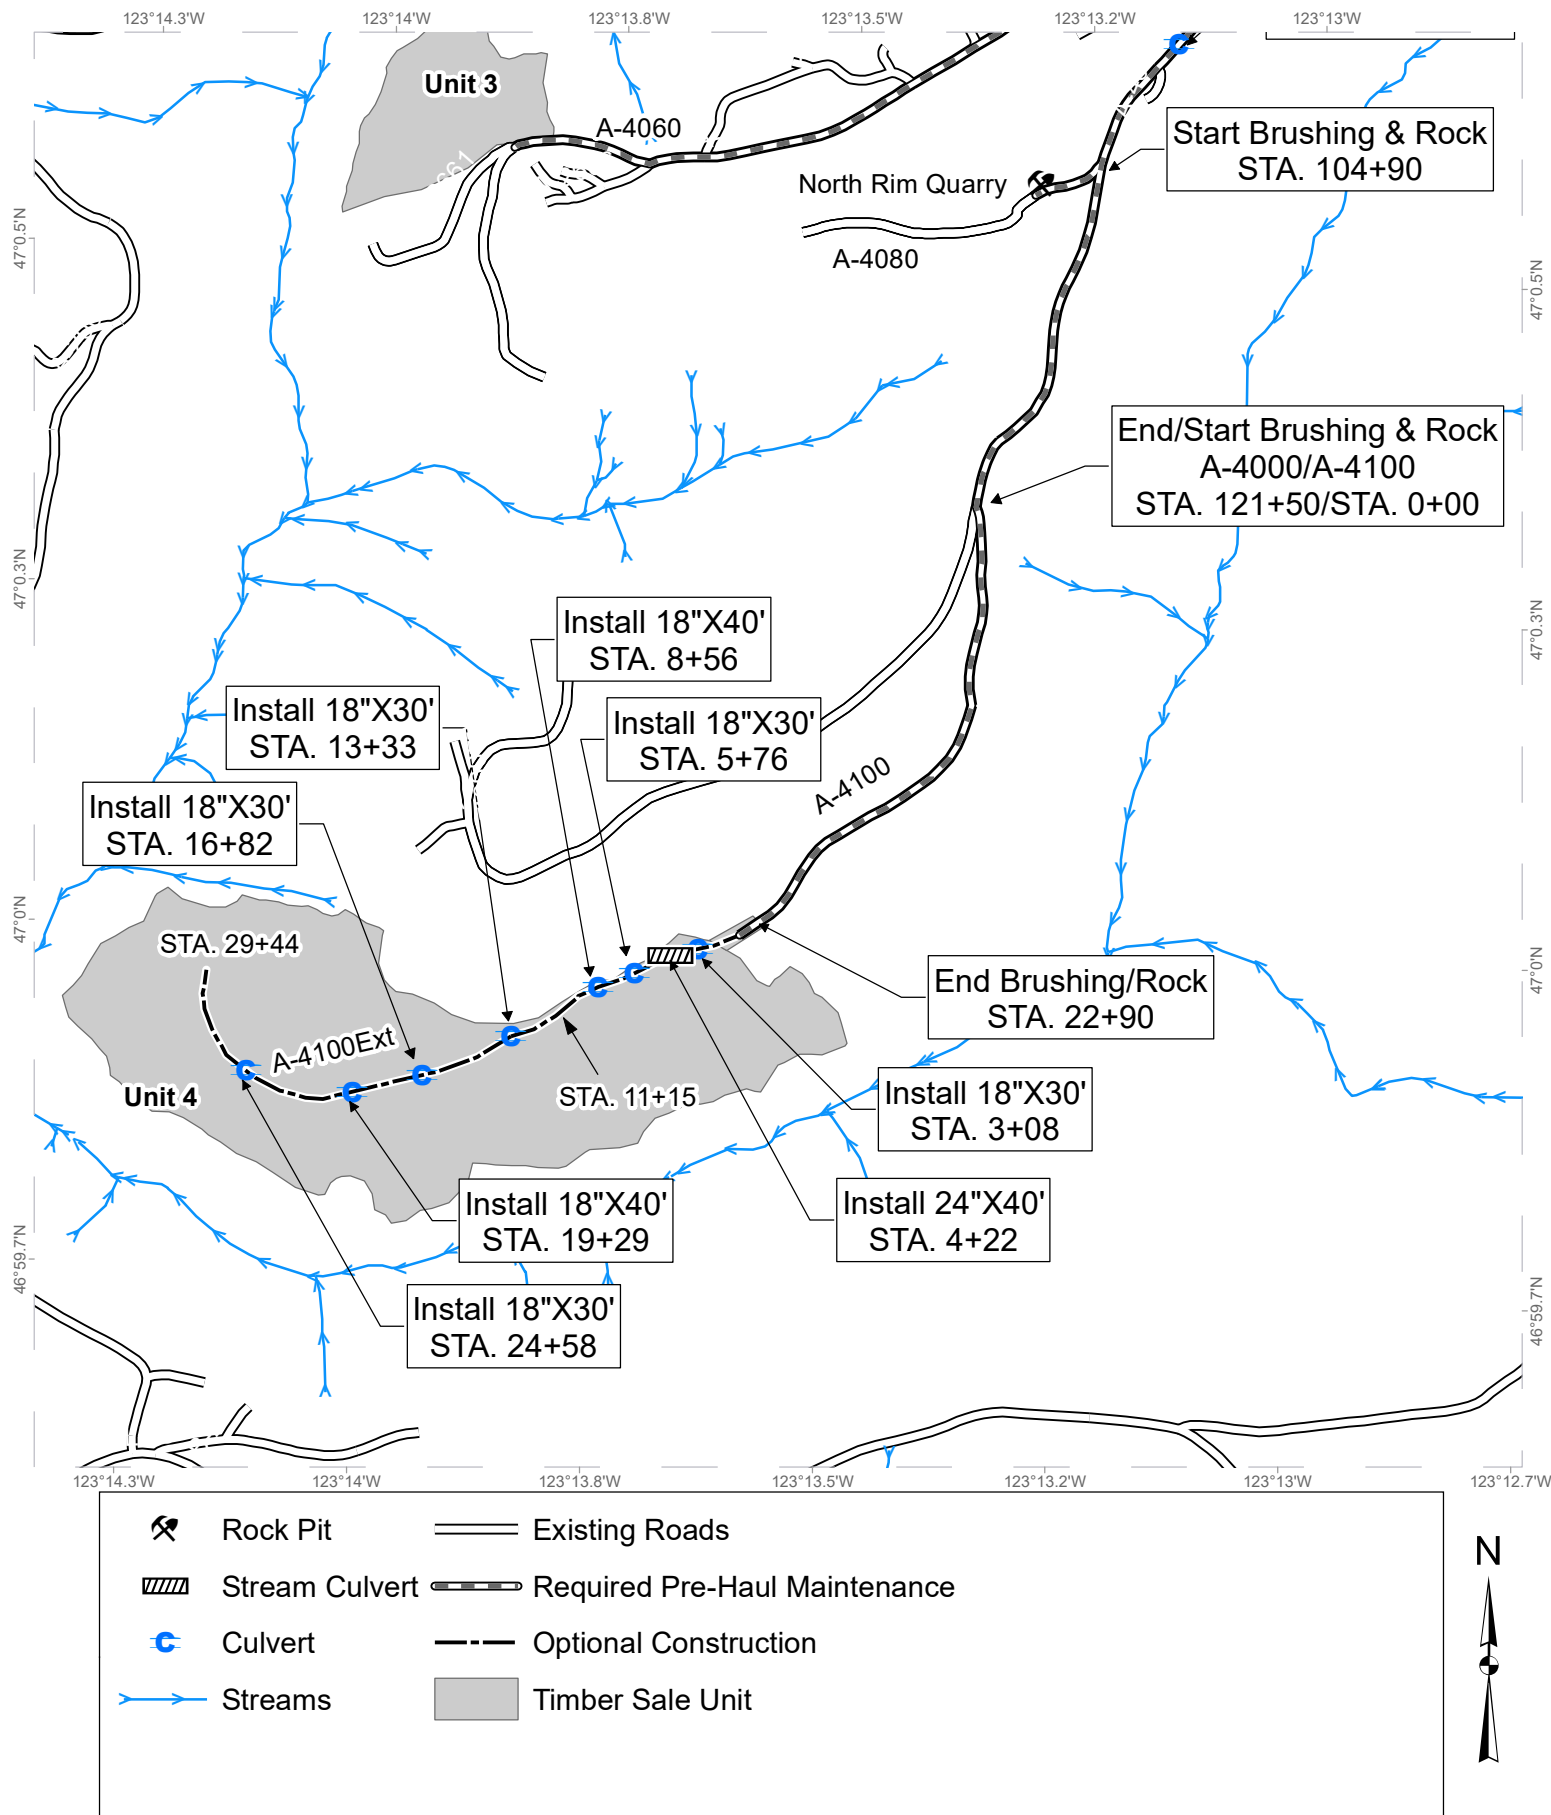 123°14.3'W
123°14'W
123°13.8'W
123°13.5'W
123°13.2'W
123°13'W
Unit 3
A-4060
Start Brushing & Rock
STA. 104+90
North Rim Quarry
A-4080
47°0.5'N
47°0.5'N
End/Start Brushing & Rock
A-4000/A-4100
STA. 121+50/STA. 0+00
47°0.3'N
47°0.3'N
Install 18"X40'
STA. 8+56
Install 18"X30'
STA. 13+33
Install 18"X30'
STA. 5+76
A-4100
Install 18"X30'
STA. 16+82
47°0'N
47°0'N
STA. 29+44
End Brushing/Rock
STA. 22+90
A-4100Ext
Unit 4
STA. 11+15
Install 18"X30'
STA. 3+08
Install 18"X40'
STA. 19+29
Install 24"X40'
STA. 4+22
46°59.7'N
46°59.7'N
Install 18"X30'
STA. 24+58
123°14.3'W
123°14'W
123°13.8'W
123°13.5'W
123°13.2'W
123°13'W
123°12.7'W
Rock Pit
Existing Roads
Stream Culvert
Required Pre-Haul Maintenance
C Culvert
Optional Construction
Streams
Timber Sale Unit
N